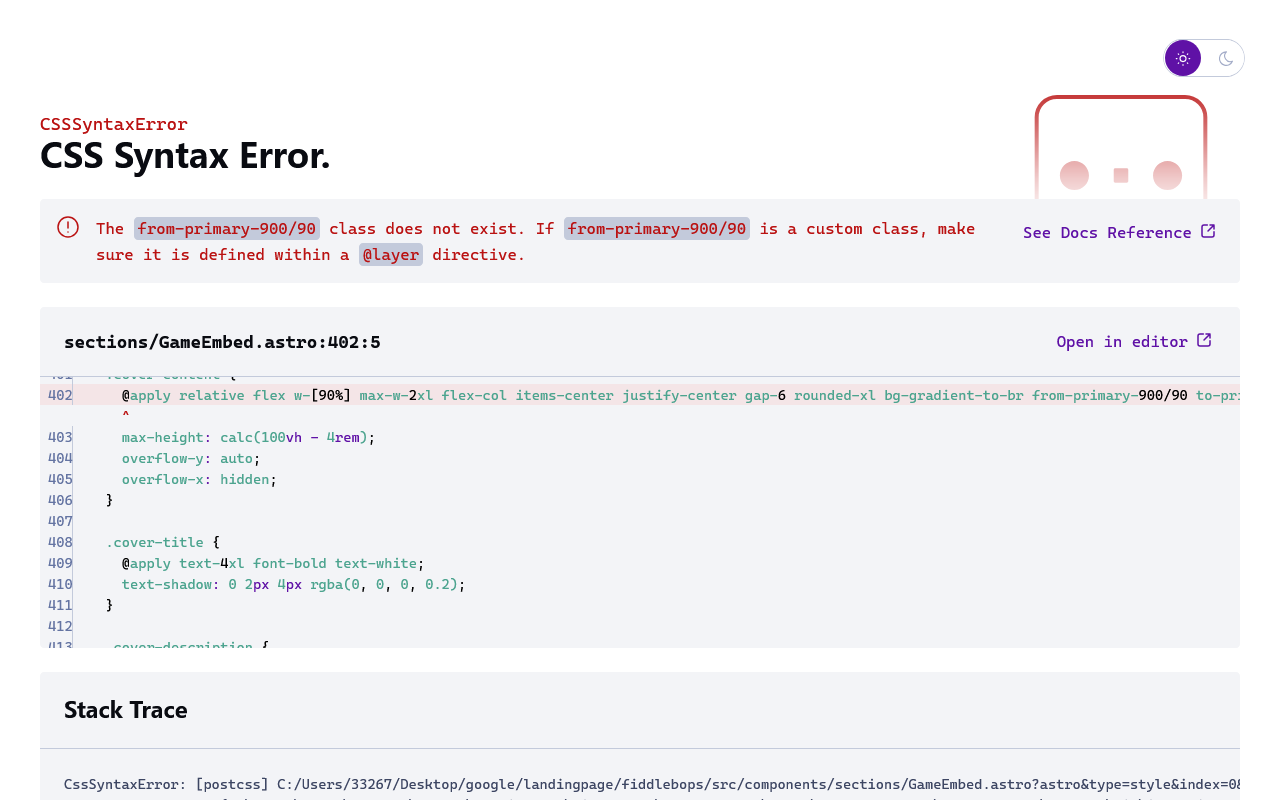 CSSSyntaxError
CSS Syntax Error.
The from-primary-900/90 class does not exist. If from-primary-900/90 is a custom class, make
sure it is defined within a @layer directive.
See Docs Reference
sections/GameEmbed.astro:402:5
Open in editor
401 .cover-content {
402 @apply relative flex w-[90%] max-w-2xl flex-col items-center justify-center gap-6 rounded-xl bg-gradient-to-br from-primary-900/90 to-pri
^
403 max-height: calc(100vh - 4rem);
404 overflow-y: auto;
405 overflow-x: hidden;
406 }
407
408 .cover-title {
409 @apply text-4xl font-bold text-white;
410 text-shadow: 0 2px 4px rgba(0, 0, 0, 0.2);
411 }
412
413 .cover-description {
Stack Trace
CssSyntaxError: [postcss] C:/Users/33267/Desktop/google/landingpage/fiddlebops/src/components/sections/GameEmbed.astro?astro&type=style&index=0&